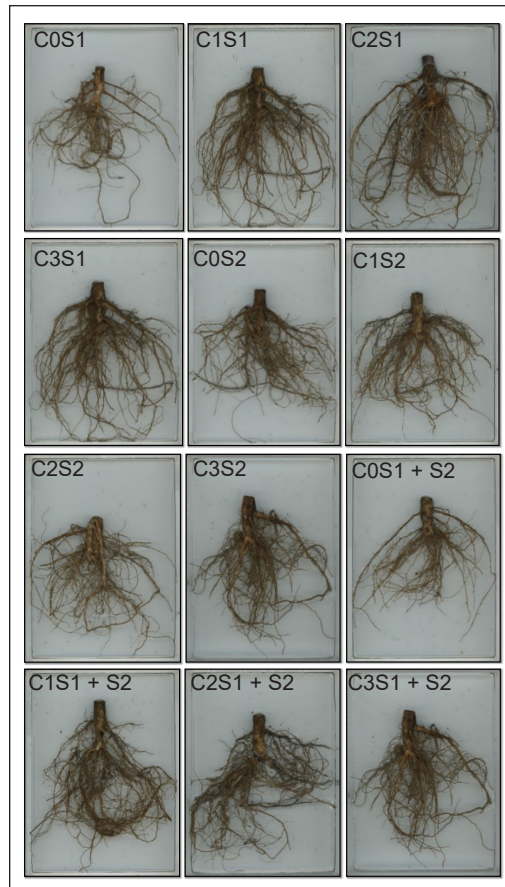 C0S1
C1S1
C2S1
C3S1
C0S2
C1S2
C2S2
C3S2
C0S1 + S2
C1S1 + S2
C2S1 + S2
C3S1 + S2